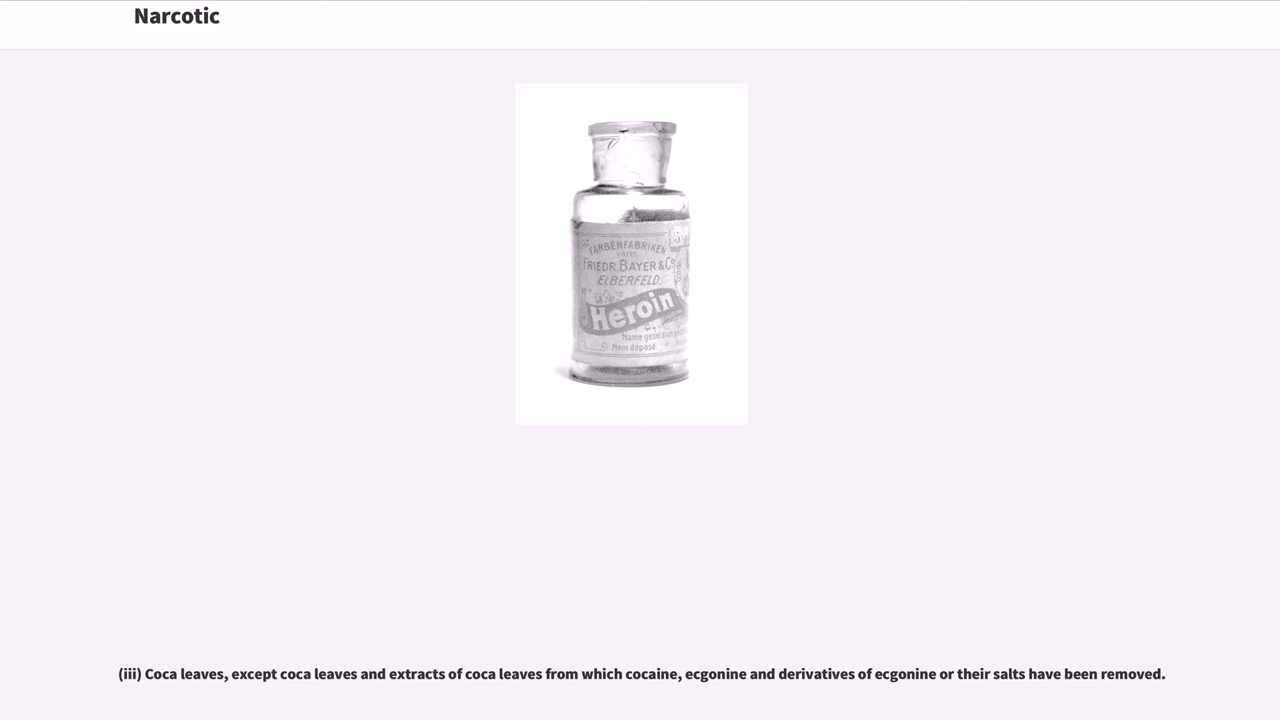 Narcotic
FARBENFABRIKEN
FRIEDR. BAYER & Co
ELBERFELD.
Heroin
Name
Nom déposé
(iii) Coca leaves, except coca leaves and extracts of coca leaves from which cocaine, ecgonine and derivatives of ecgonine or their salts have been removed.